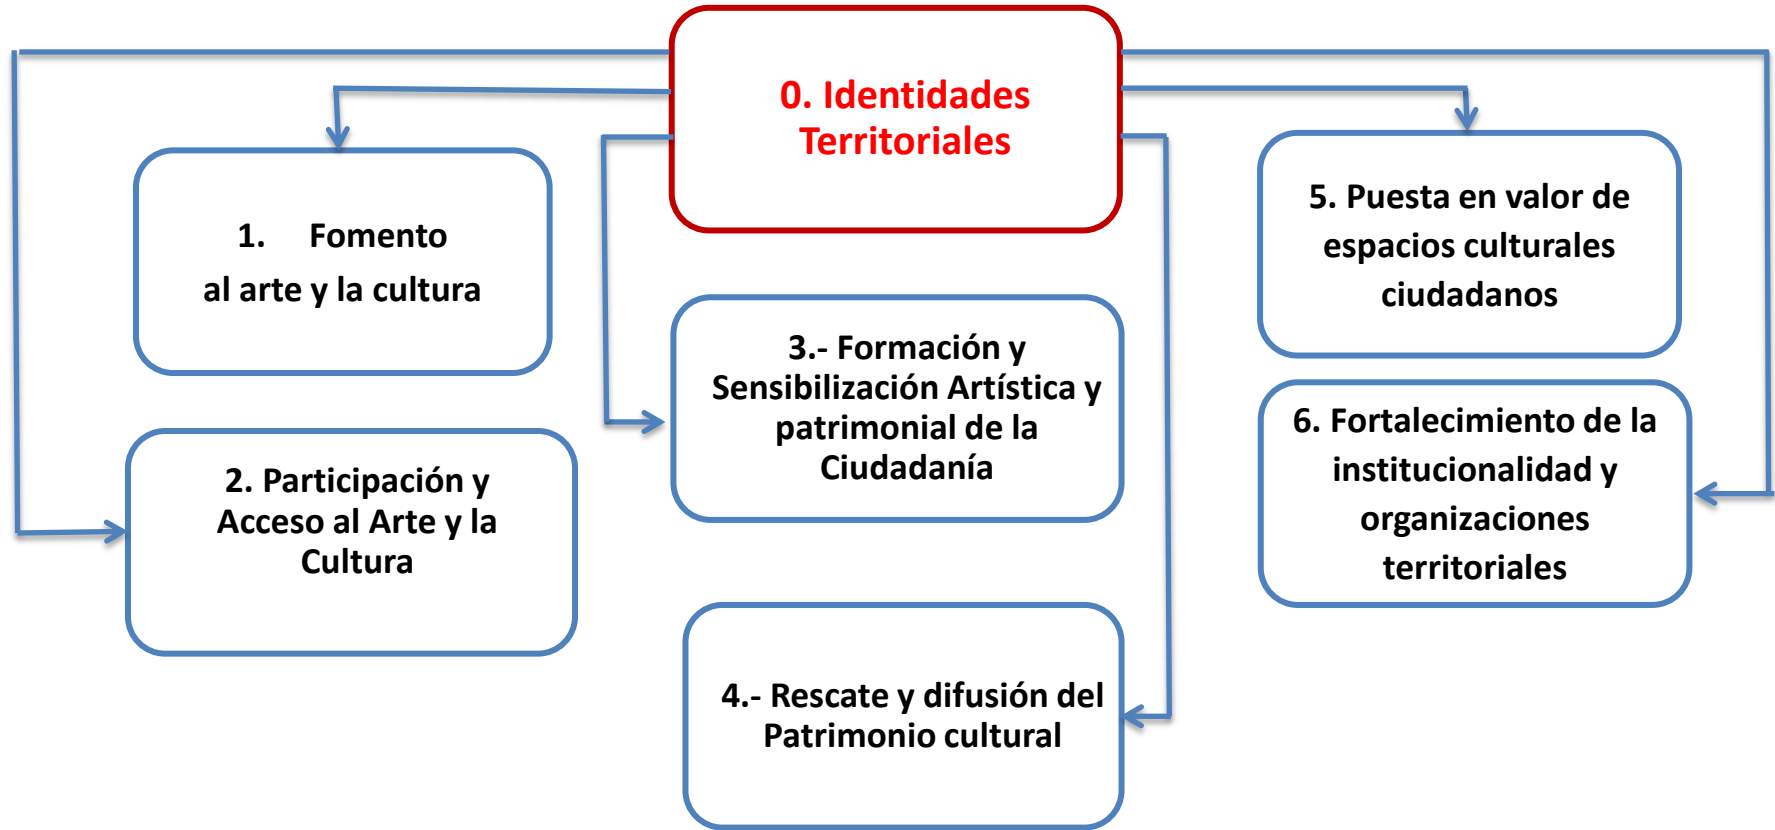 0. Identidades
Territoriales
1. Fomento
al arte y la cultura
2. Participación y
Acceso al Arte y la
Cultura
3.- Formación y
Sensibilización Artística y
patrimonial de la
Ciudadanía
4.- Rescate y difusión del
Patrimonio cultural
5. Puesta en valor de
espacios culturales
ciudadanos
6. Fortalecimiento de la
institucionalidad y
organizaciones
territoriales